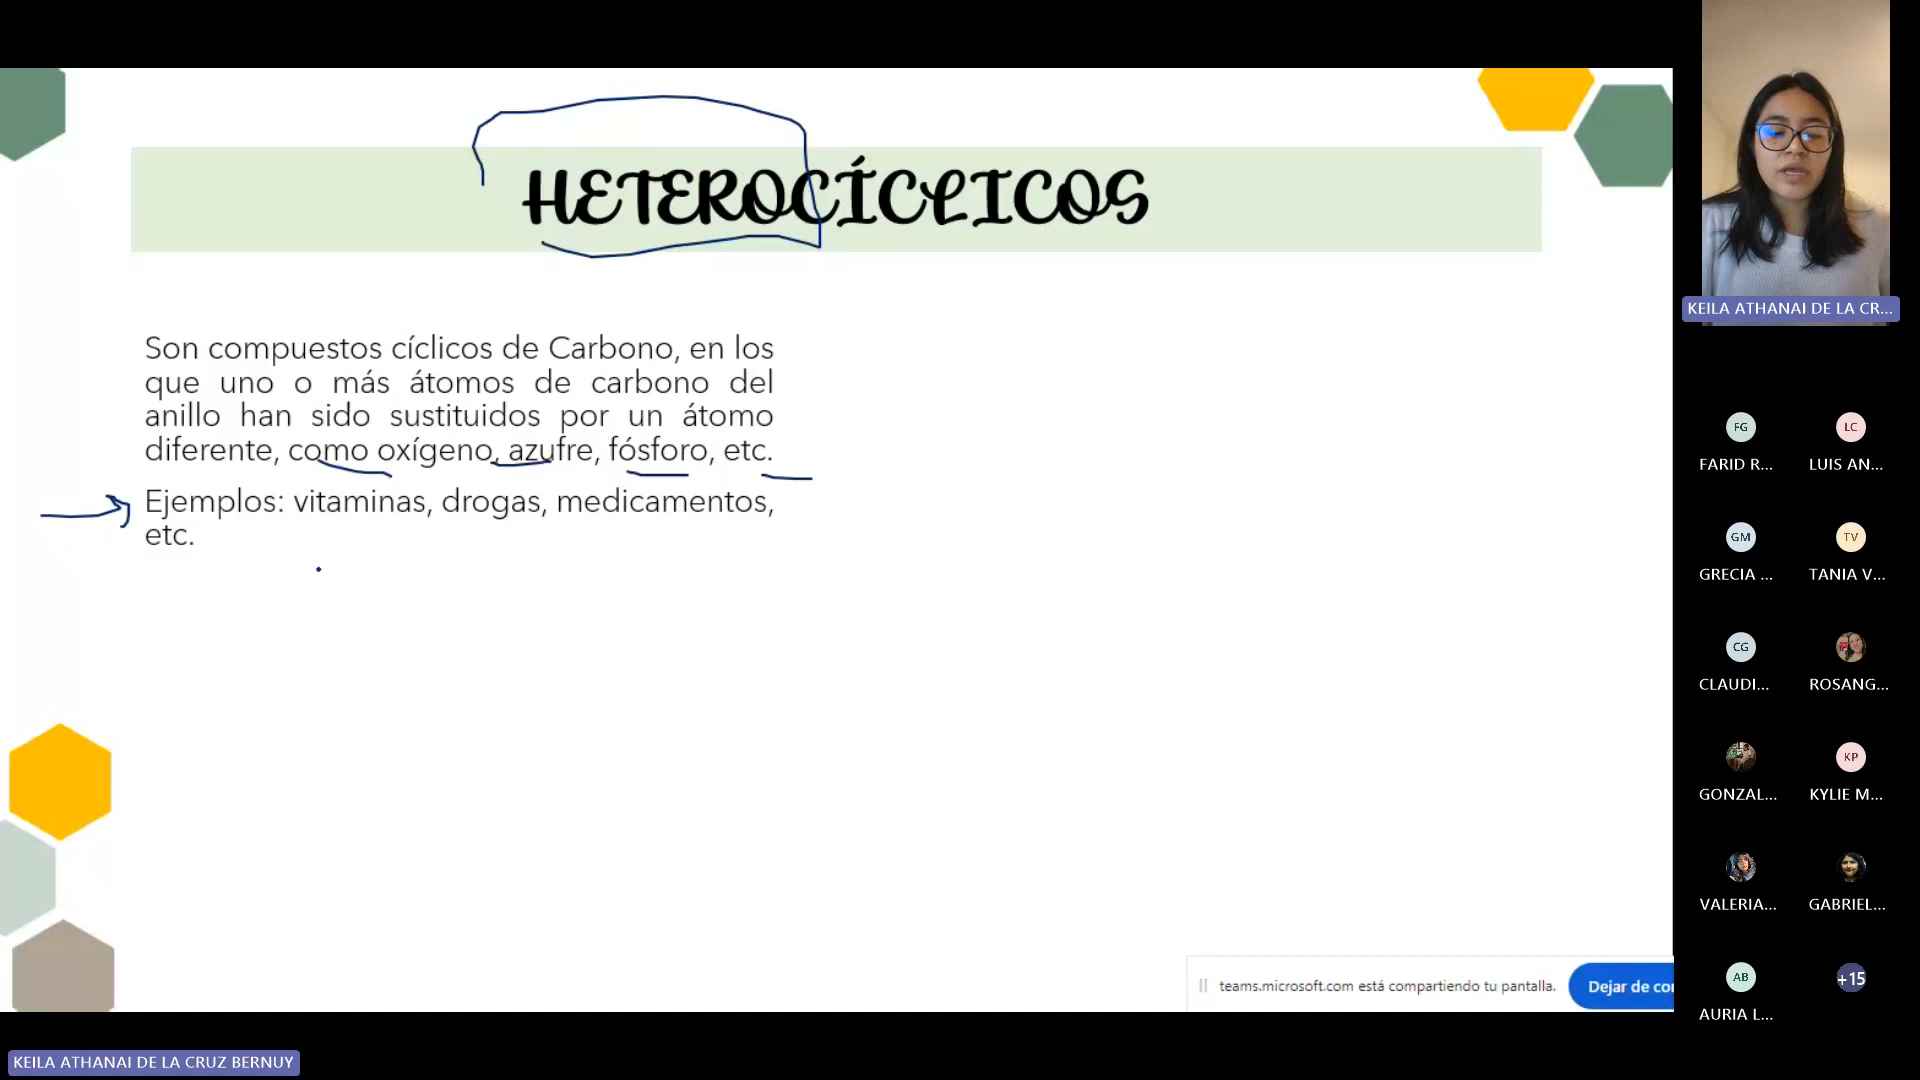 HETEROCÍCLICOS
Son compuestos cíclicos de Carbono, en los
que uno o más átomos de carbono del
anillo han sido sustituidos por un átomo
diferente, como oxígeno, azufre, fósforo, etc.
Ejemplos: vitaminas, drogas, medicamentos,
etc.
teams.microsoft.com está compartiendo tu pantalla.
Dejar de co
KEILA ATHANAI DE LA CRUZ BERNUY
KEILA ATHANAI DE LA CR...
FG
LC
FARID R...
LUIS AN...
GM
TV
GRECIA ...
TANIA V...
CG
CLAUDI...
ROSANG...
KP
GONZAL...
KYLIE M...
VALERIA...
GABRIEL...
AB
+15
AURIA L...